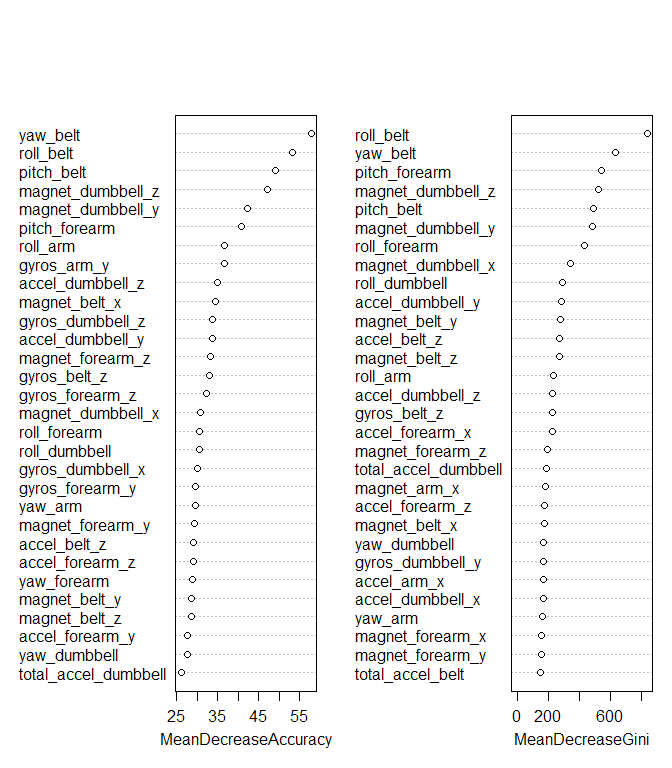 yaw_belt
roll_belt
pitch_belt
magnet_dumbbell_z
magnet_dumbbell_y
pitch_forearm
roll_arm
gyros_arm_y
accel_dumbbell_z
magnet_belt_x
gyros_dumbbell_z
accel_dumbbell_y
magnet_forearm_z
gyros_belt_z
gyros_forearm_z
magnet_dumbbell_x
roll_forearm
roll_dumbbell
gyros_dumbbell_x
gyros_forearm_y
yaw_arm
magnet_forearm_y
accel_belt_z
accel_forearm_z
yaw_forearm
magnet_belt_y
magnet_belt_z
accel_forearm_y
yaw_dumbbell
total_accel_dumbbell
25 35 45 55
MeanDecreaseAccuracy
roll_belt
yaw_belt
pitch_forearm
magnet_dumbbell_z
pitch_belt
magnet_dumbbell_y
roll_forearm
magnet_dumbbell_x
roll_dumbbell
accel_dumbbell_y
magnet_belt_y
accel_belt_z
magnet_belt_z
roll_arm
accel_dumbbell_z
gyros_belt_z
accel_forearm_x
magnet_forearm_z
total_accel_dumbbell
magnet_arm_x
accel_forearm_z
magnet_belt_x
yaw_dumbbell
gyros_dumbbell_y
accel_arm_x
accel_dumbbell_x
yaw_arm
magnet_forearm_x
magnet_forearm_y
total_accel_belt
0 200 600
MeanDecreaseGini